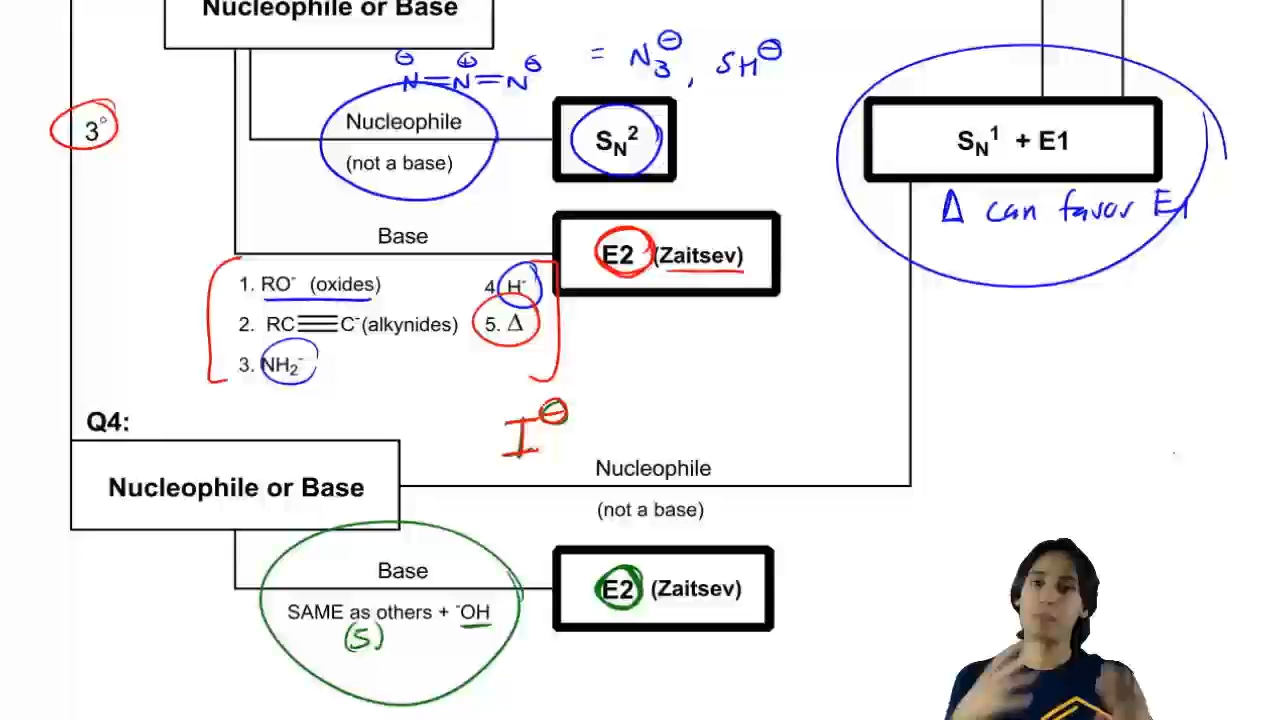 Nucleophile or Base
⊖ ⊕ ⊖
N=N=N = N₃⊖, SH⊖
3°
Nucleophile
(not a base)
S_N²
S_N¹ + E1
Δ can favor E1
Base
E2 (Zaitsev)
1. RO⁻ (oxides)
4. H⁻
2. RC≡C⁻(alkynides)
5. Δ
3. NH₂⁻
I⊖
Q4:
Nucleophile or Base
Nucleophile
(not a base)
Base
SAME as others + ⁻OH
(5)
E2 (Zaitsev)